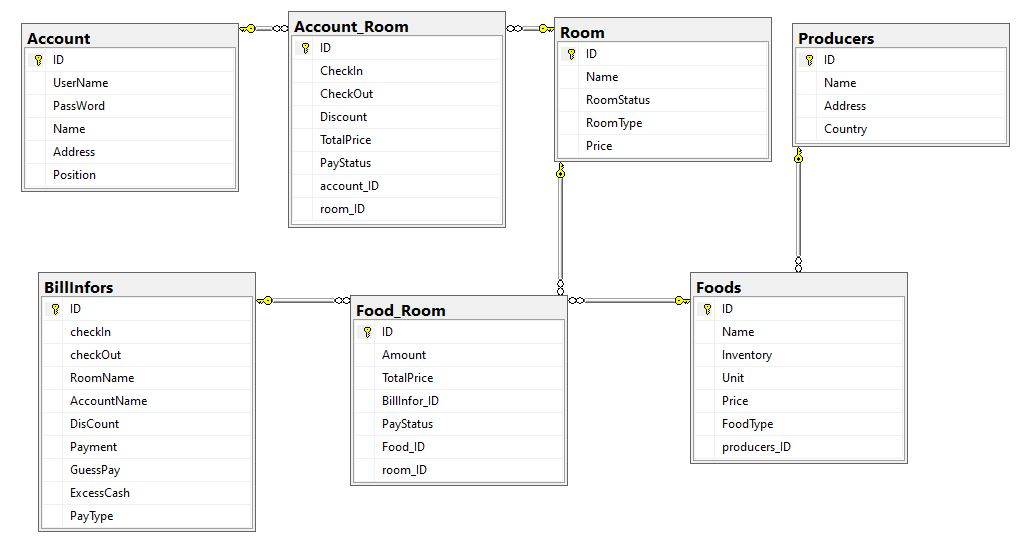 Account
ID
UserName
PassWord
Name
Address
Position
Account_Room
ID
CheckIn
CheckOut
Discount
TotalPrice
PayStatus
account_ID
room_ID
Room
ID
Name
RoomStatus
RoomType
Price
Producers
ID
Name
Address
Country
BillInfors
ID
checkIn
checkOut
RoomName
AccountName
DisCount
Payment
GuessPay
ExcessCash
PayType
Food_Room
ID
Amount
TotalPrice
BillInfor_ID
PayStatus
Food_ID
room_ID
Foods
ID
Name
Inventory
Unit
Price
FoodType
producers_ID